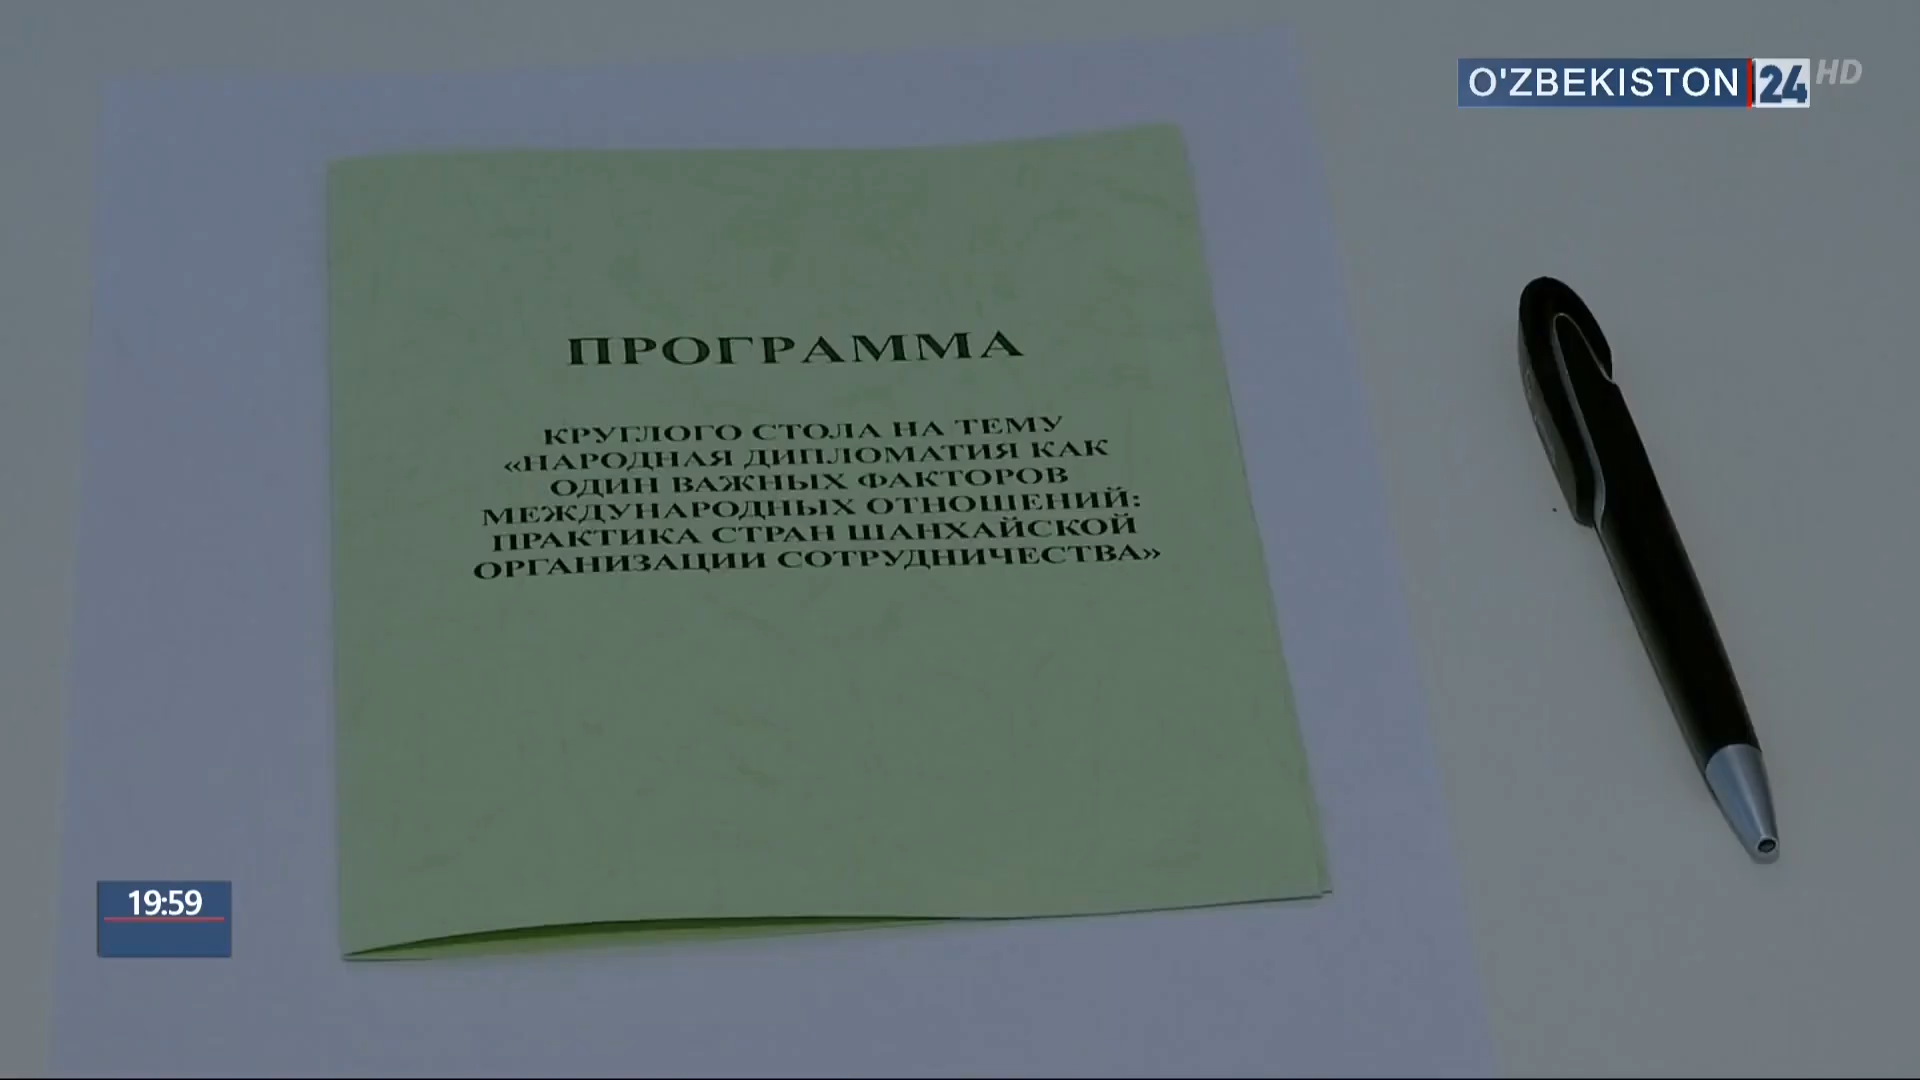 O'ZBEKISTON 24 HD
ПРОГРАММА
КРУГЛОГО СТОЛА НА ТЕМУ
«НАРОДНАЯ ДИПЛОМАТИЯ КАК
ОДИН ВАЖНЫХ ФАКТОРОВ
МЕЖДУНАРОДНЫХ ОТНОШЕНИЙ:
ПРАКТИКА СТРАН ШАНХАЙСКОЙ
ОРГАНИЗАЦИИ СОТРУДНИЧЕСТВА»
19:59